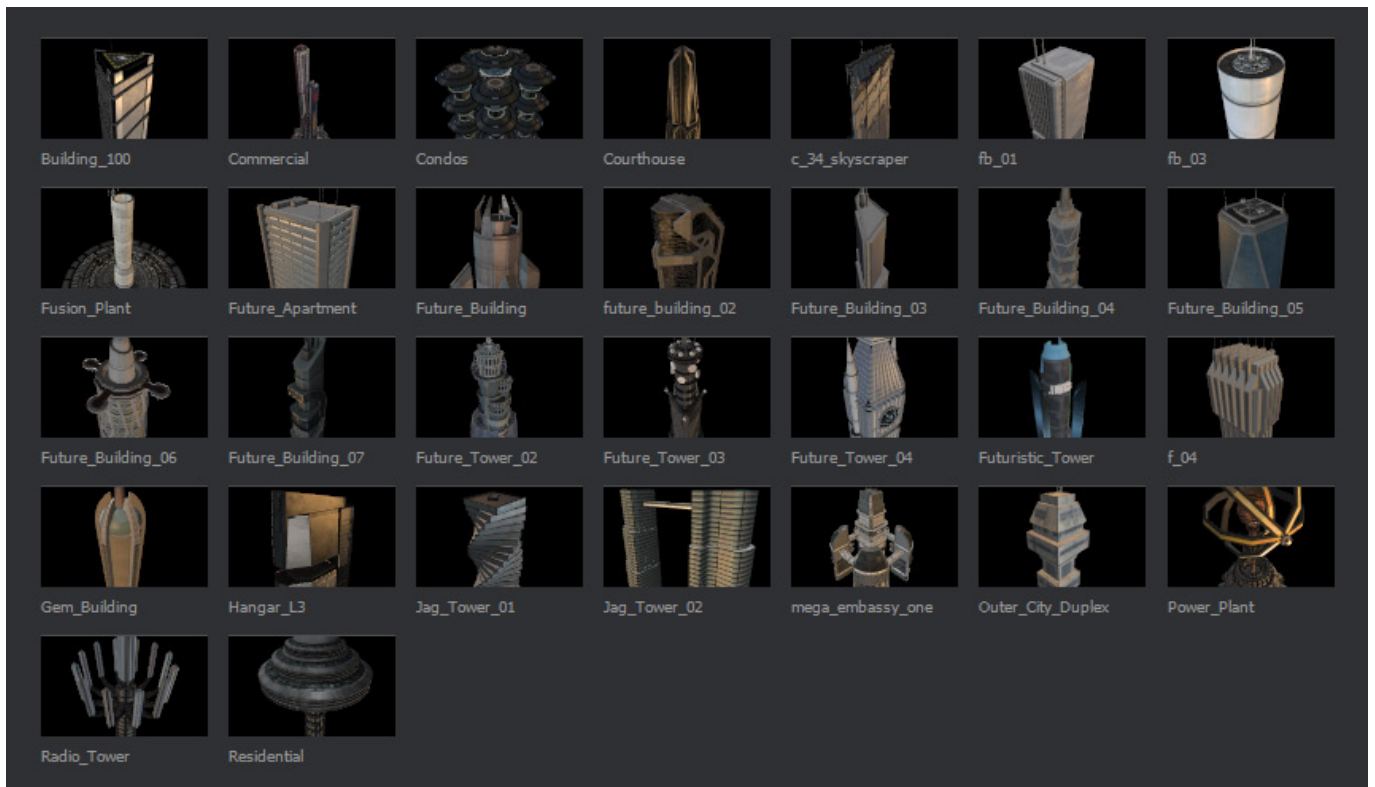 Building_100 Commercial Condos Courthouse c_34_skyscraper fb_01 fb_03
Fusion_Plant Future_Apartment Future_Building future_building_02 Future_Building_03 Future_Building_04 Future_Building_05
Future_Building_06 Future_Building_07 Future_Tower_02 Future_Tower_03 Future_Tower_04 Futuristic_Tower f_04
Gem_Building Hangar_L3 Jag_Tower_01 Jag_Tower_02 mega_embassy_one Outer_City_Duplex Power_Plant
Radio_Tower Residential